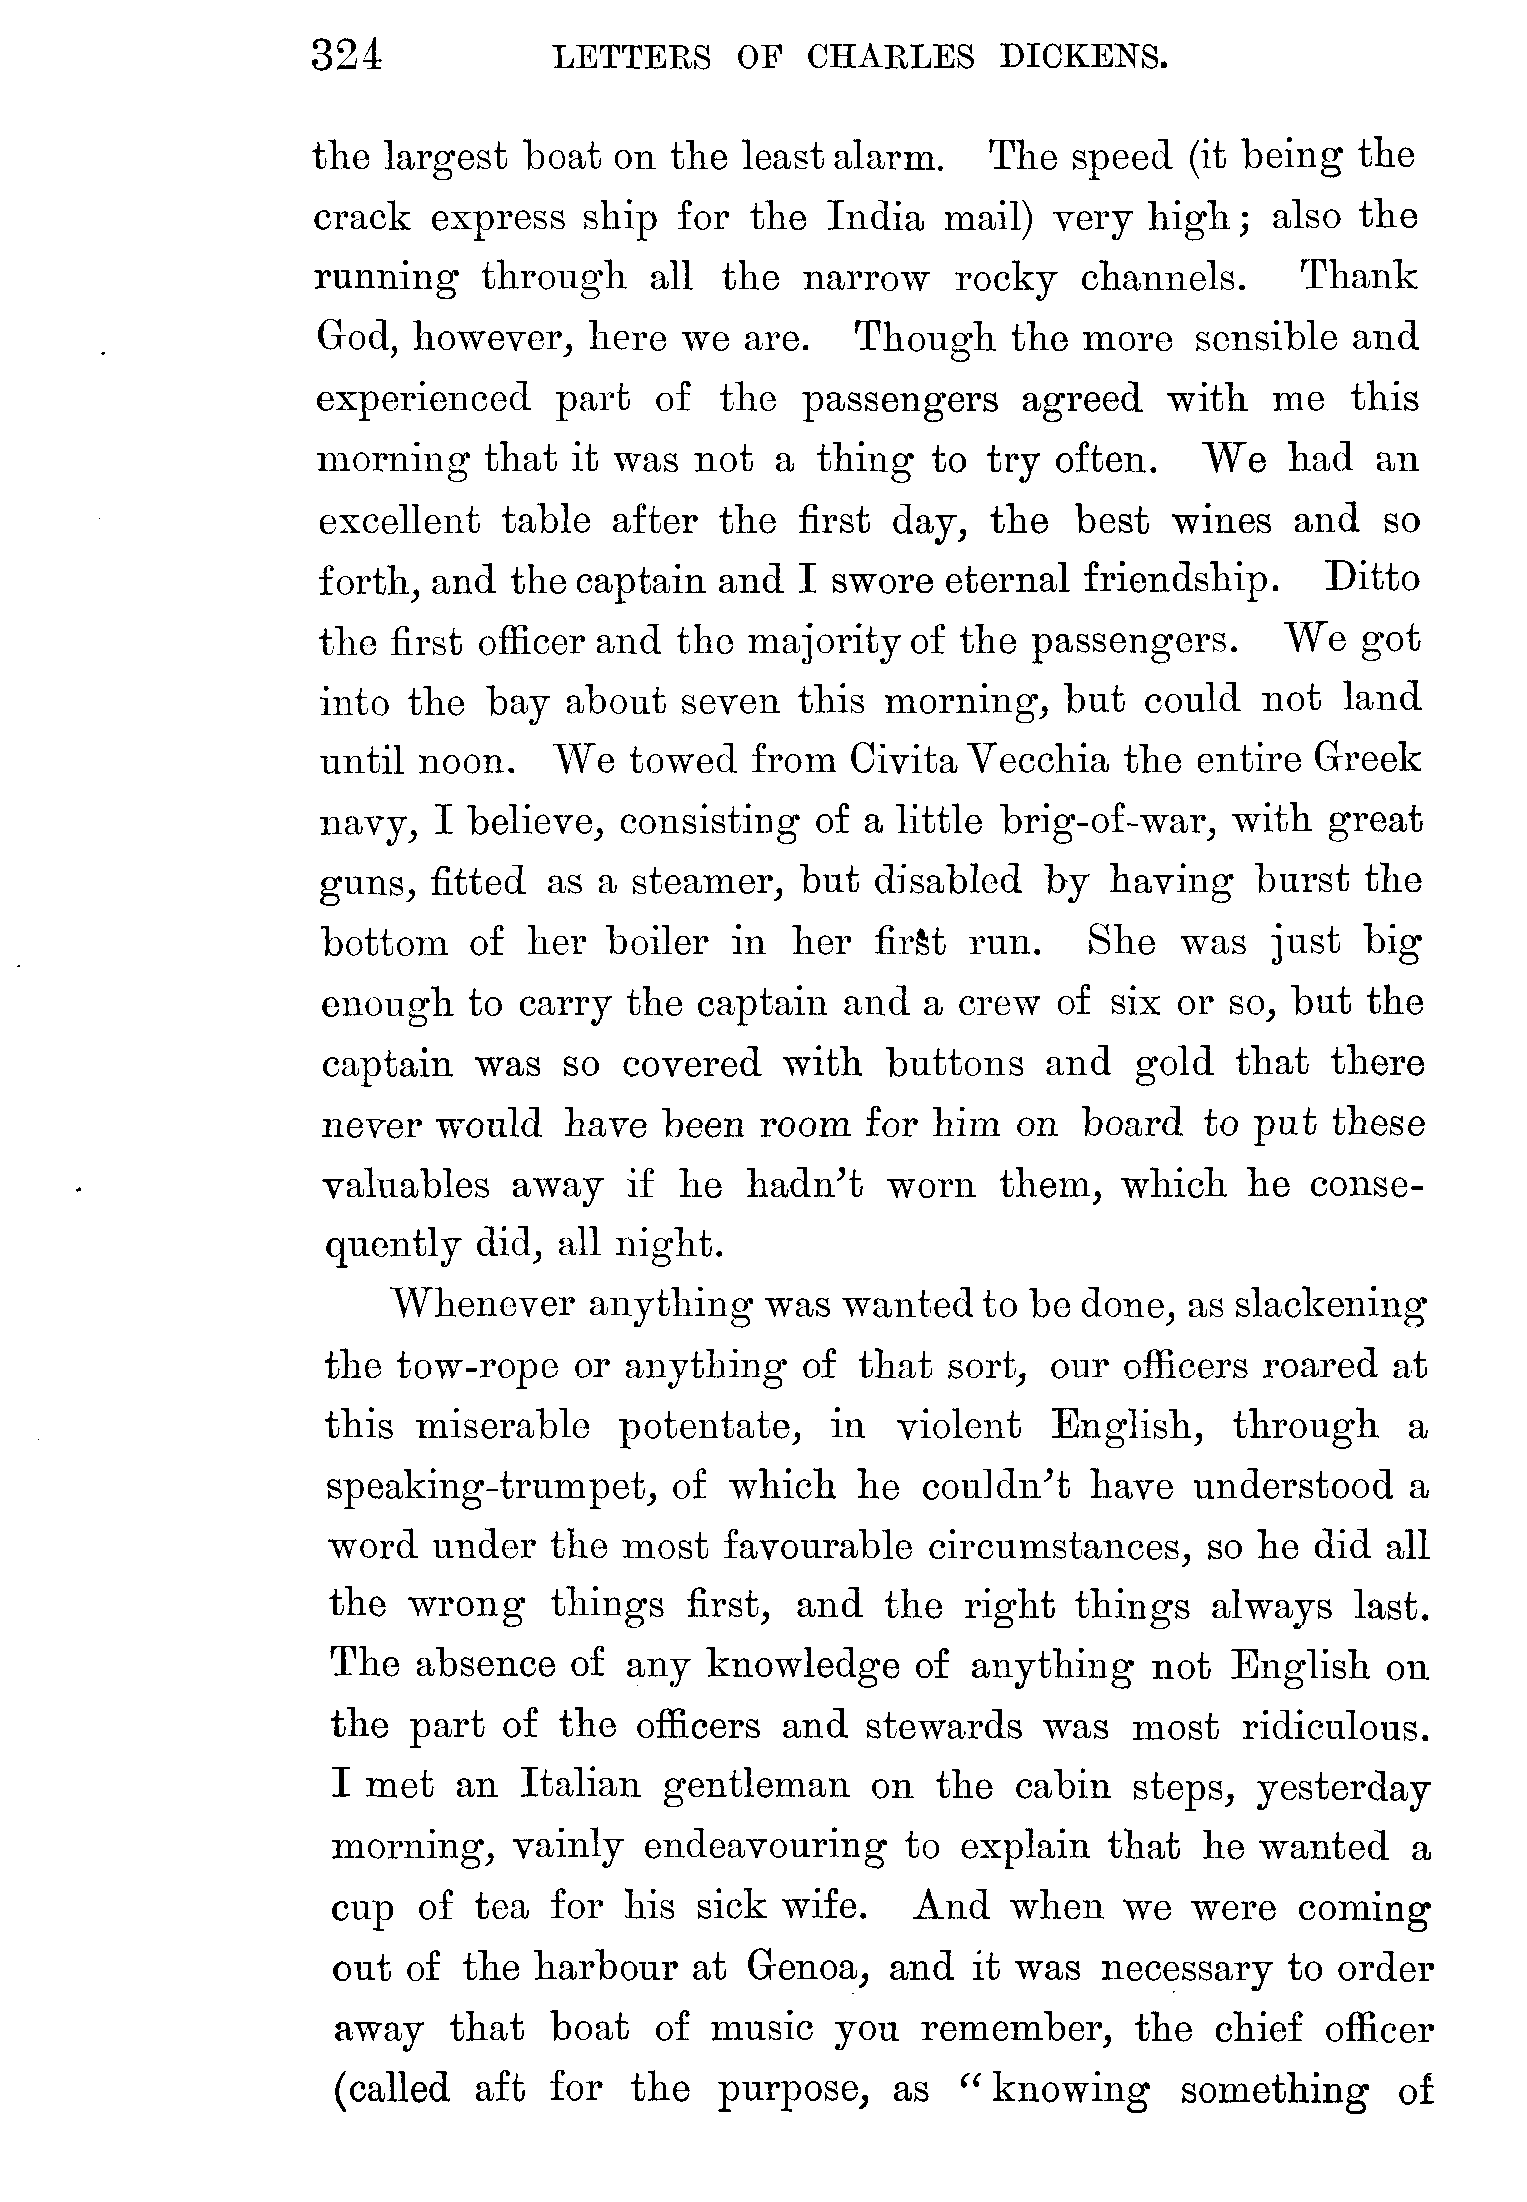 324 LETTERS OF CHARLES DICKENS.
the largest boat on the least alarm. The speed (it being the
crack express ship for the India mail) very high; also the
running through all the narrow rocky channels. Thank
God, however, here we are. Though the more sensible and
experienced part of the passengers agreed with me this
morning that it was not a thing to try often. We had an
excellent table after the first day, the best wines and so
forth, and the captain and I swore eternal friendship. Ditto
the first officer and the majority of the passengers. We got
into the bay about seven this morning, but could not land
until noon. We towed from Civita Vecchia the entire Greek
navy, I believe, consisting of a little brig-of-war, with great
guns, fitted as a steamer, but disabled by having burst the
bottom of her boiler in her first run. She was just big
enough to carry the captain and a crew of six or so, but the
captain was so covered with buttons and gold that there
never would have been room for him on board to put these
valuables away if he hadn't worn them, which he conse-
quently did, all night.
Whenever anything was wanted to be done, as slackening
the tow-rope or anything of that sort, our officers roared at
this miserable potentate, in violent English, through a
speaking-trumpet, of which he couldn't have understood a
word under the most favourable circumstances, so he did all
the wrong things first, and the right things always last.
The absence of any knowledge of anything not English on
the part of the officers and stewards was most ridiculous.
I met an Italian gentleman on the cabin steps, yesterday
morning, vainly endeavouring to explain that he wanted a
cup of tea for his sick wife. And when we were coming
out of the harbour at Genoa, and it was necessary to order
away that boat of music you remember, the chief officer
(called aft for the purpose, as “knowing something of